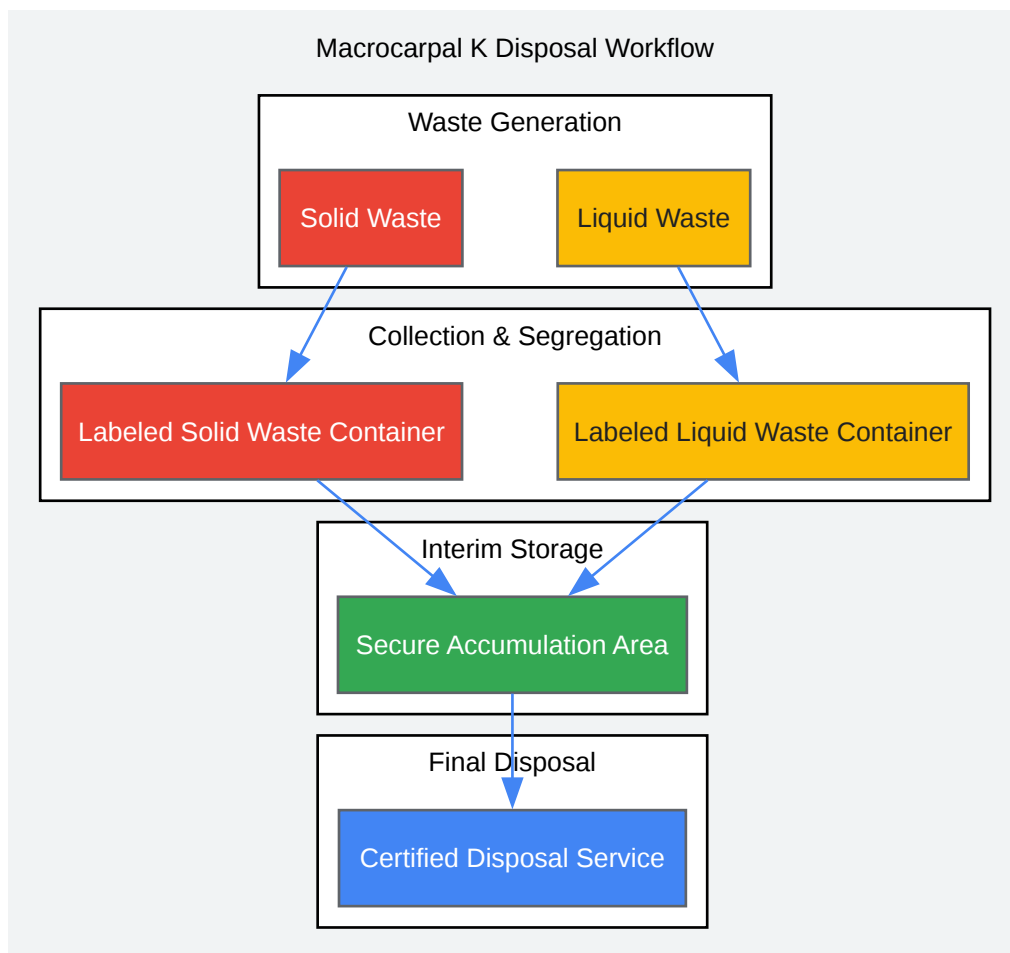 Macrocarpal K Disposal Workflow
Waste Generation
Solid Waste
Liquid Waste
Collection & Segregation
Labeled Solid Waste Container
Labeled Liquid Waste Container
Interim Storage
Secure Accumulation Area
Final Disposal
Certified Disposal Service